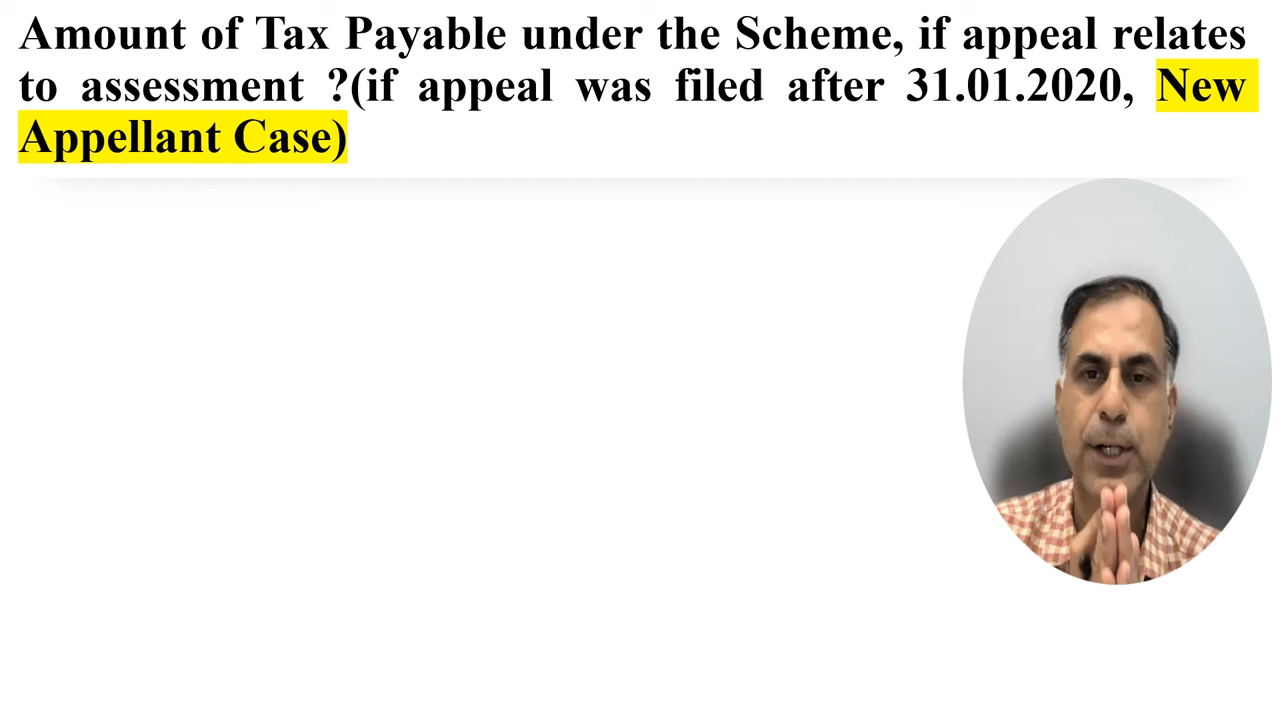 Amount of Tax Payable under the Scheme, if appeal relates
to assessment ?(if appeal was filed after 31.01.2020, New
Appellant Case)